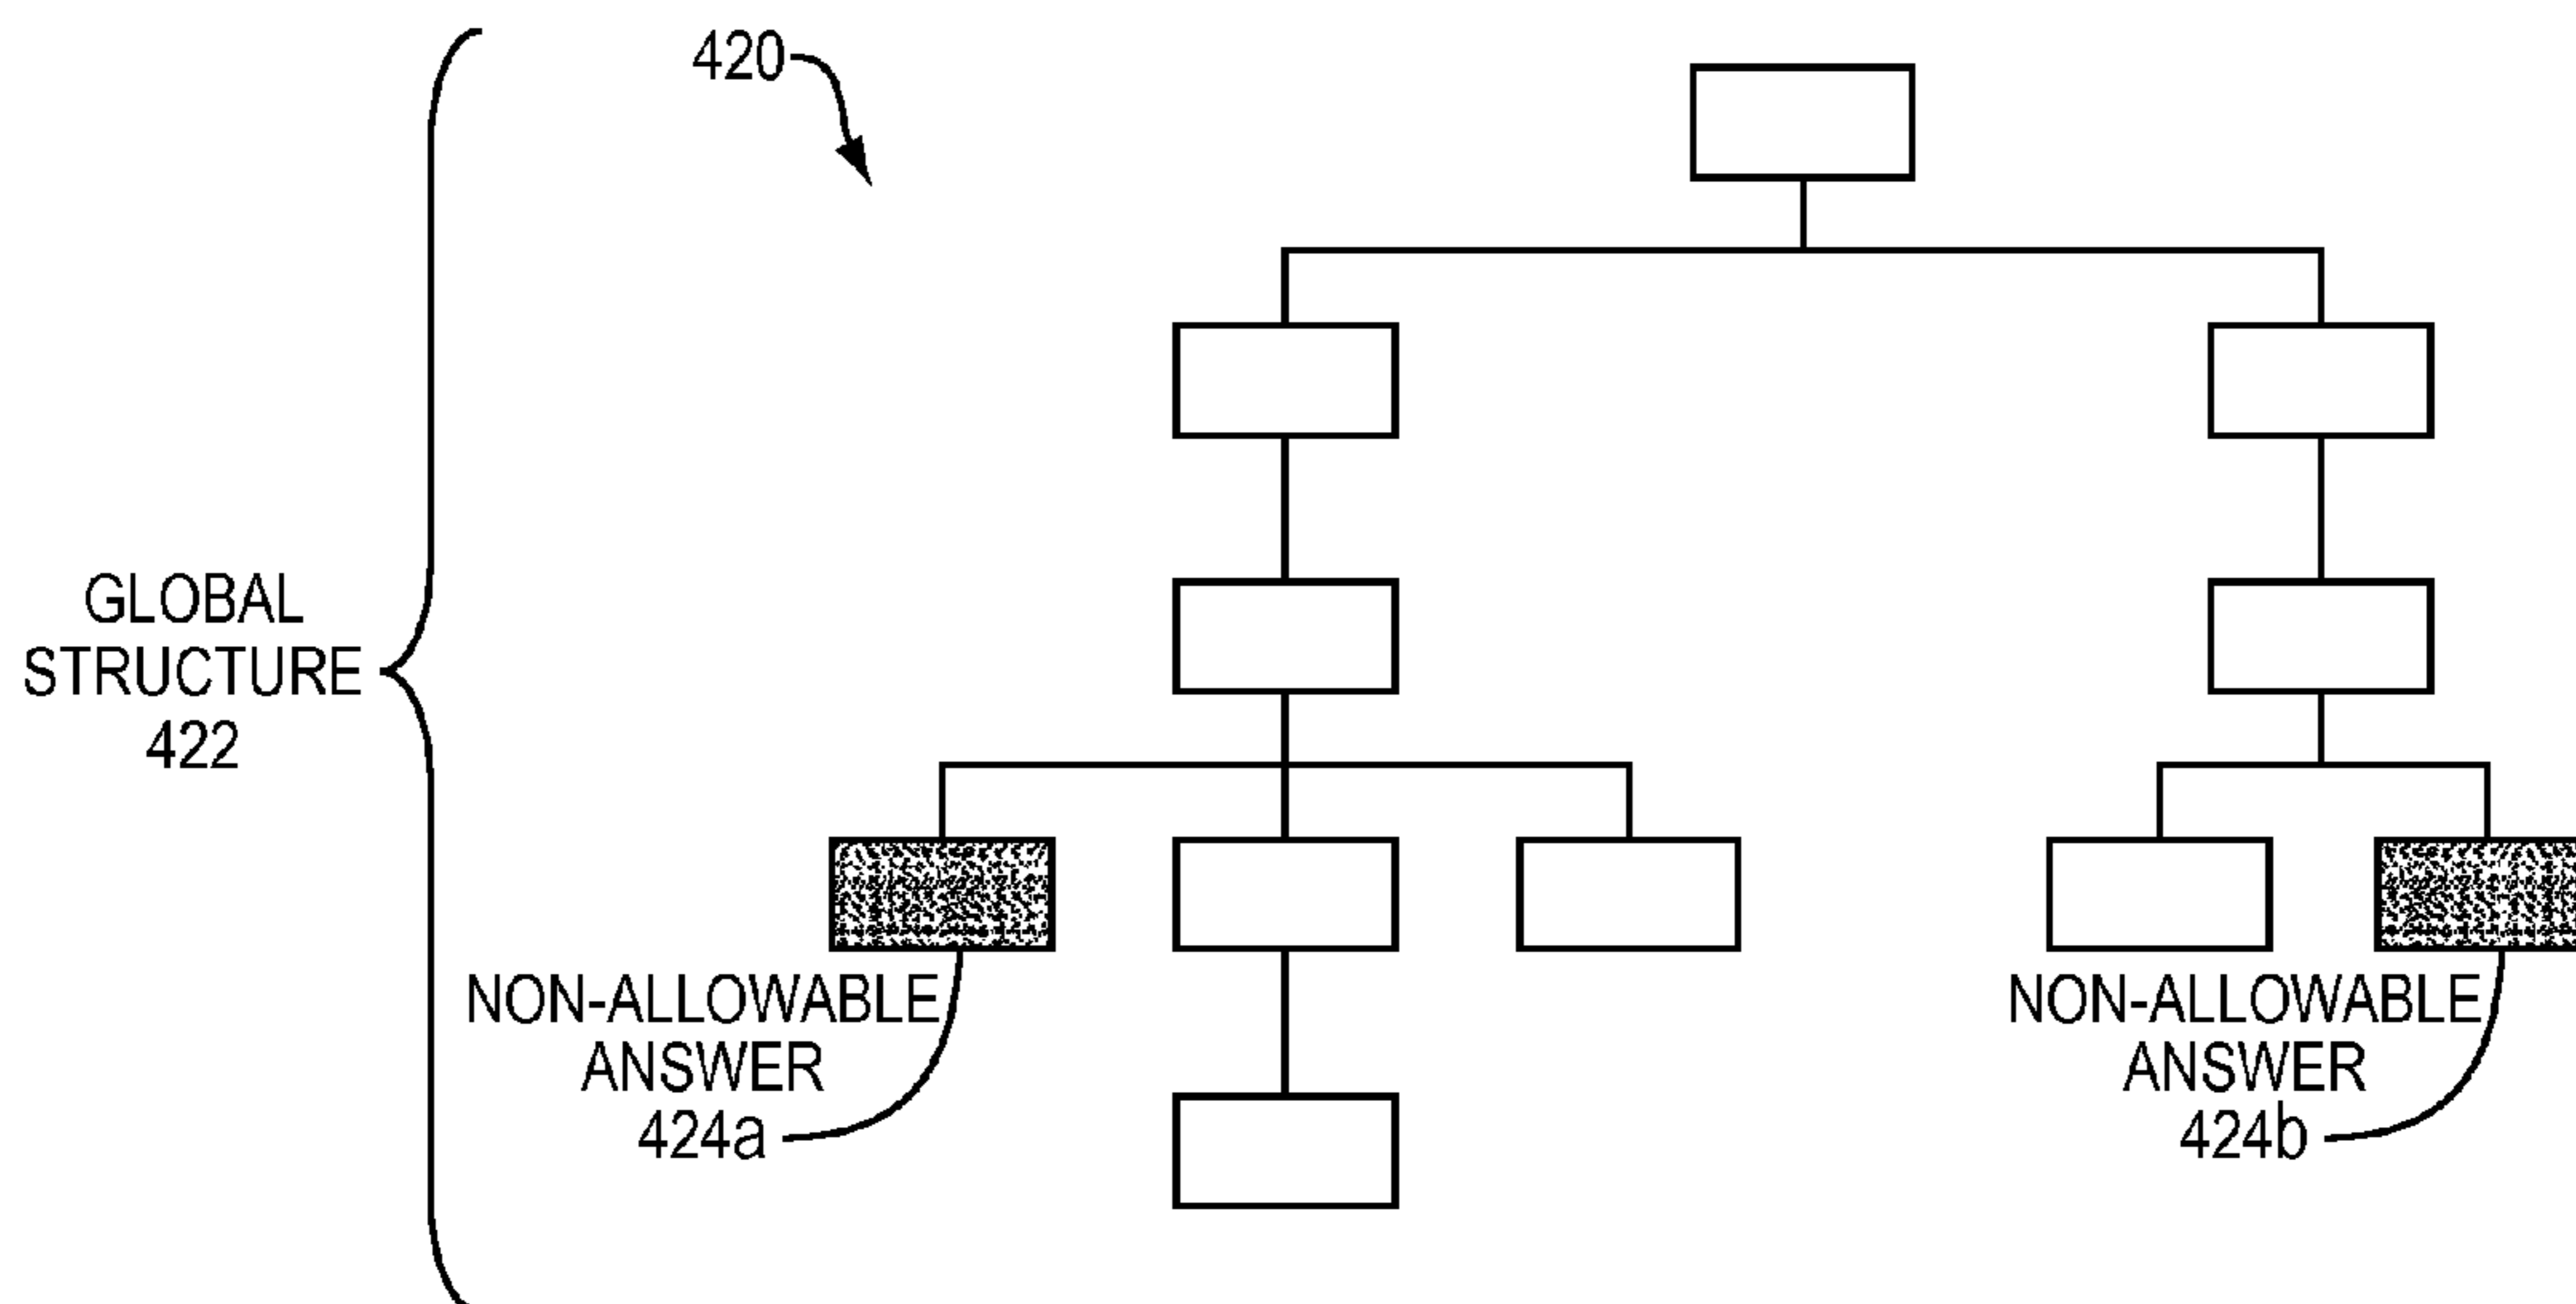 420
GLOBAL
STRUCTURE
422
NON-ALLOWABLE
ANSWER
424a
NON-ALLOWABLE
ANSWER
424b